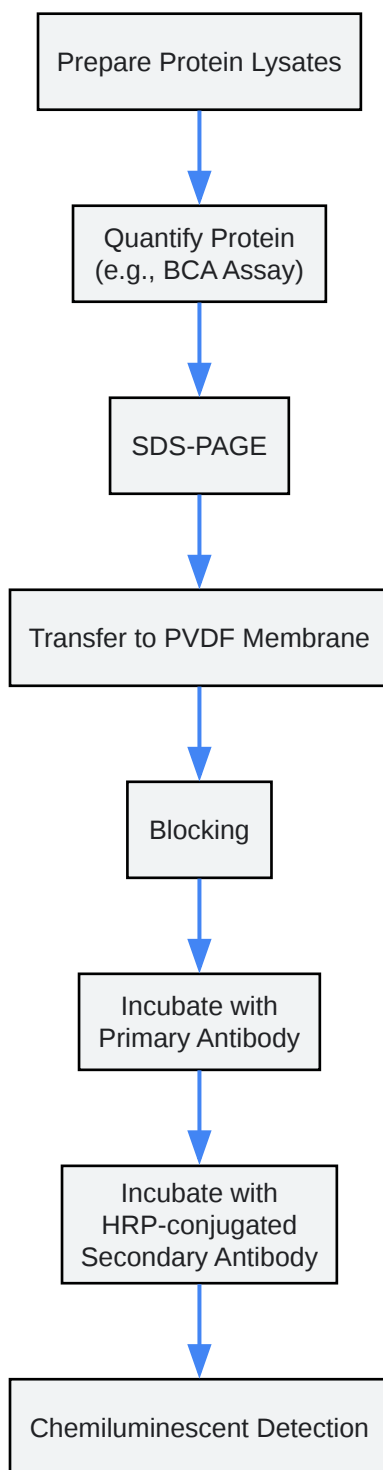 Prepare Protein Lysates
Quantify Protein
(e.g., BCA Assay)
SDS-PAGE
Transfer to PVDF Membrane
Blocking
Incubate with
Primary Antibody
Incubate with
HRP-conjugated
Secondary Antibody
Chemiluminescent Detection